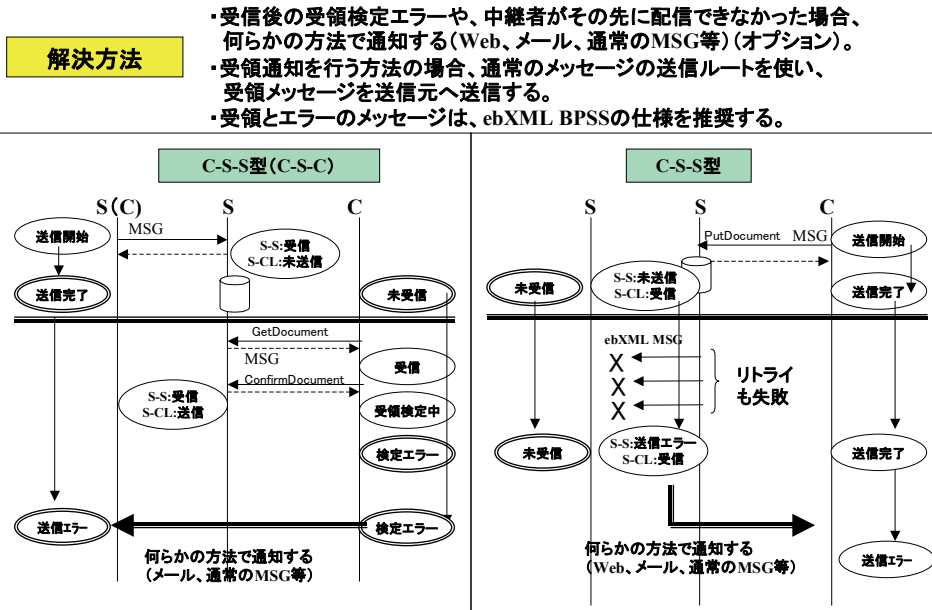 ・受信後の受領検定エラーや、中継者がその先に配信できなかった場合、
何らかの方法で通知する(Web、メール、通常のMSG等)(オプション)。
解決方法
・受領通知を行う方法の場合、通常のメッセージの送信ルートを使い、
受領メッセージを送信元へ送信する。
・受領とエラーのメッセージは、ebXML BPSSの仕様を推奨する。
C-S-S型(C-S-C)
S(C)
S
C
送信開始
MSG
S-S:受信
S-CL:未送信
送信完了
未受信
GetDocument
MSG
受信
ConfirmDocument
S-S:受信
S-CL:送信
受領検定中
検定エラー
送信エラー
検定エラー
何らかの方法で通知する
(メール、通常のMSG等)
C-S-S型
S
S
C
PutDocument
MSG
送信開始
未受信
S-S:未送信
S-CL:受信
送信完了
ebXML MSG
X
X
X
リトライ
も失敗
未受信
S-S:送信エラー
S-CL:受信
送信完了
何らかの方法で通知する
(Web、メール、通常のMSG等)
送信エラー